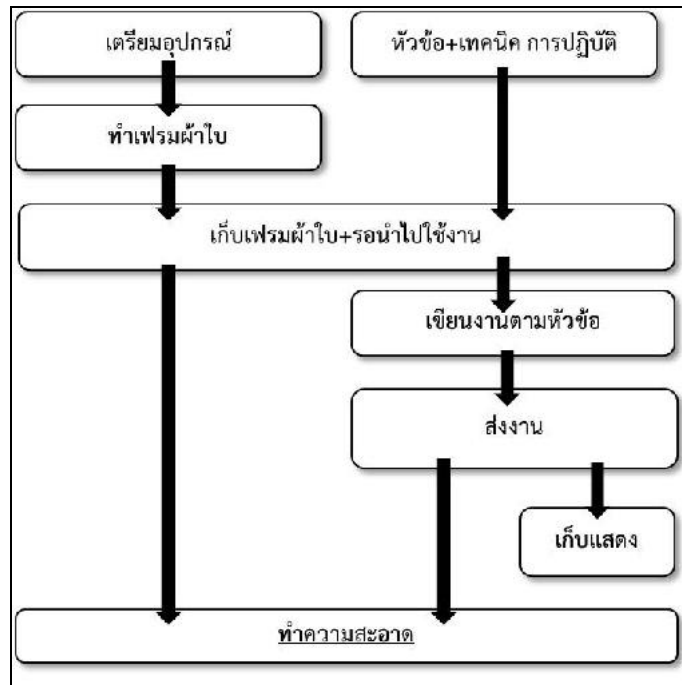 เตรียมอุปกรณ์
หัวข้อ+เทคนิค การปฏิบัติ
ทำเฟรมผ้าใบ
เก็บเฟรมผ้าใบ+รอนำไปใช้งาน
เขียนงานตามหัวข้อ
ส่งงาน
เก็บแสดง
ทำความสะอาด